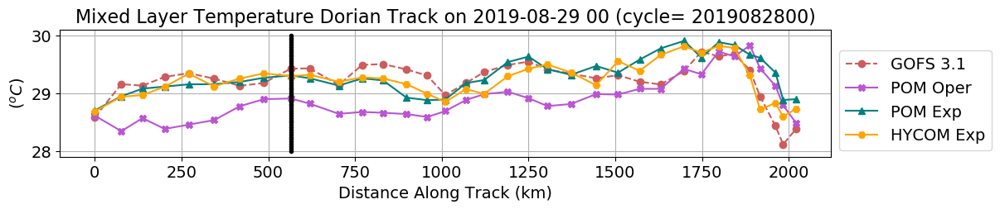 Mixed Layer Temperature Dorian Track on 2019-08-29 00 (cycle= 2019082800)
30
29
28
(°C)
0 250 500 750 1000 1250 1500 1750 2000
Distance Along Track (km)
GOFS 3.1
POM Oper
POM Exp
HYCOM Exp